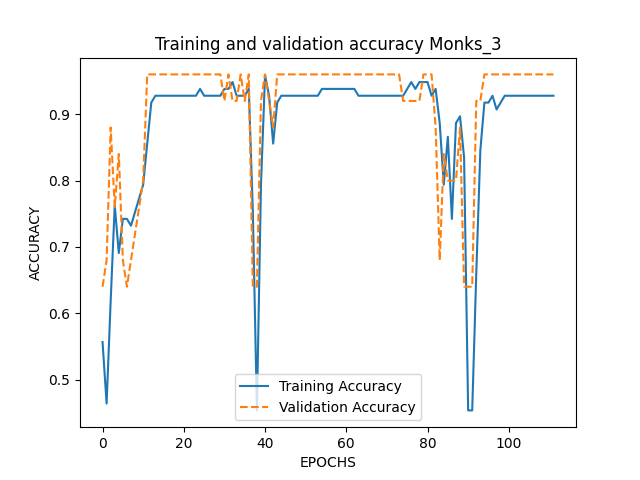 Training and validation accuracy Monks_3
ACCURACY
0.9
0.8
0.7
0.6
0.5
Training Accuracy
Validation Accuracy
0 20 40 60 80 100
EPOCHS